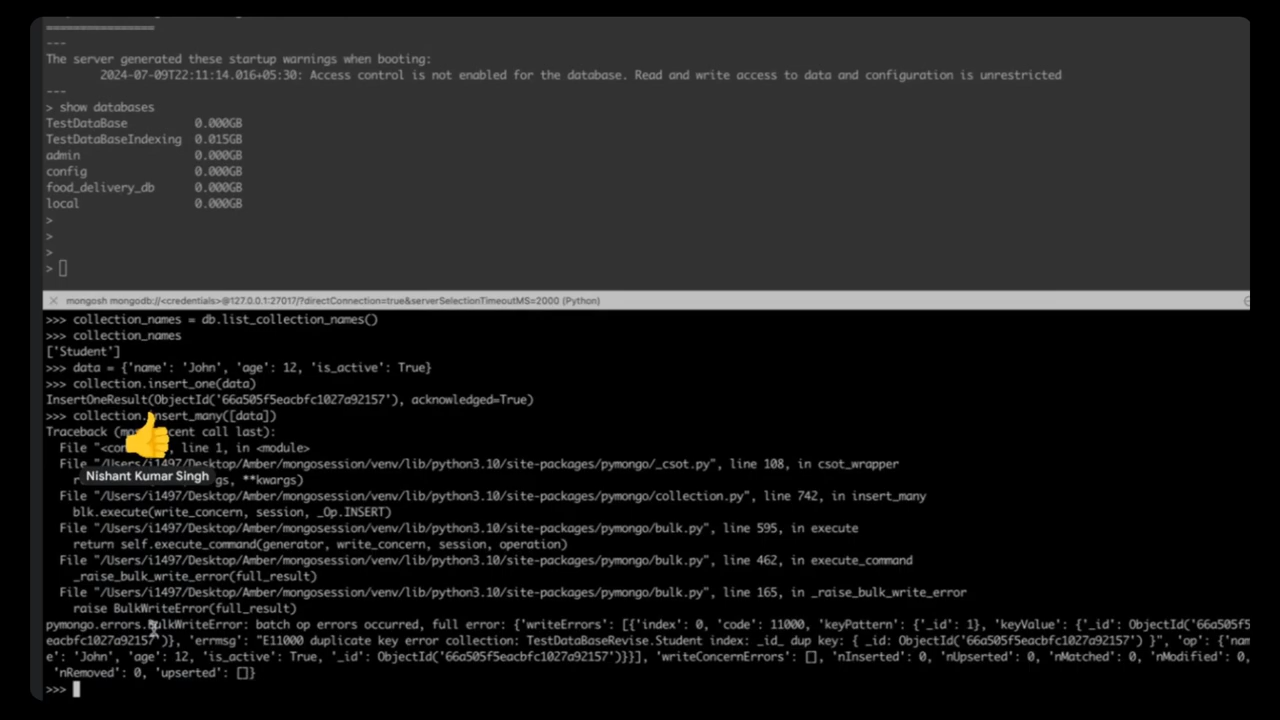 ================
---
The server generated these startup warnings when booting:
2024-07-09T22:11:14.016+05:30: Access control is not enabled for the database. Read and write access to data and configuration is unrestricted
---
> show databases
TestDataBase 0.000GB
TestDataBaseIndexing 0.015GB
admin 0.000GB
config 0.000GB
food_delivery_db 0.000GB
local 0.000GB
>
>
>
>
mongosh mongodb://<credentials>@127.0.0.1:27017/?directConnection=true&serverSelectionTimeoutMS=2000 (Python)
>>> collection_names = db.list_collection_names()
>>> collection_names
['Student']
>>> data = {'name': 'John', 'age': 12, 'is_active': True}
>>> collection.insert_one(data)
InsertOneResult(ObjectId('66a505f5eacbfc1027a92157'), acknowledged=True)
>>> collection.insert_many([data])
Traceback (mo cent call last):
File "<con , line 1, in <module>
File "/Users/i1497/Desktop/Amber/mongosession/venv/lib/python3.10/site-packages/pymongo/_csot.py", line 108, in csot_wrapper
Nishant Kumar Singh
gs, **kwargs)
File "/Users/i1497/Desktop/Amber/mongosession/venv/lib/python3.10/site-packages/pymongo/collection.py", line 742, in insert_many
blk.execute(write_concern, session, _Op.INSERT)
File "/Users/i1497/Desktop/Amber/mongosession/venv/lib/python3.10/site-packages/pymongo/bulk.py", line 595, in execute
return self.execute_command(generator, write_concern, session, operation)
File "/Users/i1497/Desktop/Amber/mongosession/venv/lib/python3.10/site-packages/pymongo/bulk.py", line 462, in execute_command
_raise_bulk_write_error(full_result)
File "/Users/i1497/Desktop/Amber/mongosession/venv/lib/python3.10/site-packages/pymongo/bulk.py", line 165, in _raise_bulk_write_error
raise BulkWriteError(full_result)
pymongo.errors.BulkWriteError: batch op errors occurred, full error: {'writeErrors': [{'index': 0, 'code': 11000, 'keyPattern': {'_id': 1}, 'keyValue': {'_id': ObjectId('66a505f5
eacbfc1027a92157')}, 'errmsg': "E11000 duplicate key error collection: TestDataBaseRevise.Student index: _id_ dup key: { _id: ObjectId('66a505f5eacbfc1027a92157') }", 'op': {'nam
e': 'John', 'age': 12, 'is_active': True, '_id': ObjectId('66a505f5eacbfc1027a92157')}}], 'writeConcernErrors': [], 'nInserted': 0, 'nUpserted': 0, 'nMatched': 0, 'nModified': 0,
'nRemoved': 0, 'upserted': []}
>>>